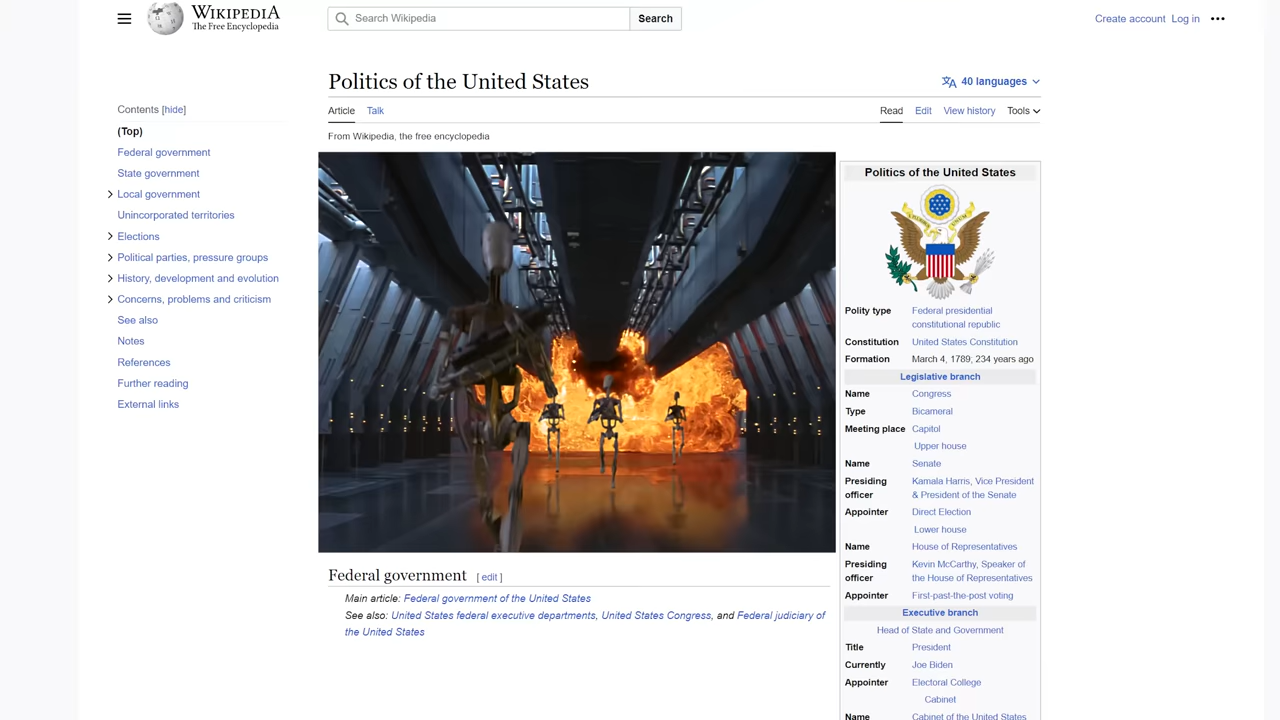 WIKIPEDIA
The Free Encyclopedia
Search Wikipedia
Search
Create account Log in
Politics of the United States
40 languages
Article Talk
Read Edit View history Tools
From Wikipedia, the free encyclopedia
Contents [hide]
(Top)
Federal government
State government
Local government
Unincorporated territories
Elections
Political parties, pressure groups
History, development and evolution
Concerns, problems and criticism
See also
Notes
References
Further reading
External links
Federal government [ edit ]
Main article: Federal government of the United States
See also: United States federal executive departments, United States Congress, and Federal judiciary of
the United States
Politics of the United States
Polity type Federal presidential
constitutional republic
Constitution United States Constitution
Formation March 4, 1789, 234 years ago
Legislative branch
Name Congress
Type Bicameral
Meeting place Capitol
Upper house
Name Senate
Presiding Kamala Harris, Vice President
officer & President of the Senate
Appointer Direct Election
Lower house
Name House of Representatives
Presiding Kevin McCarthy, Speaker of
officer the House of Representatives
Appointer First-past-the-post voting
Executive branch
Head of State and Government
Title President
Currently Joe Biden
Appointer Electoral College
Cabinet
Name Cabinet of the United States